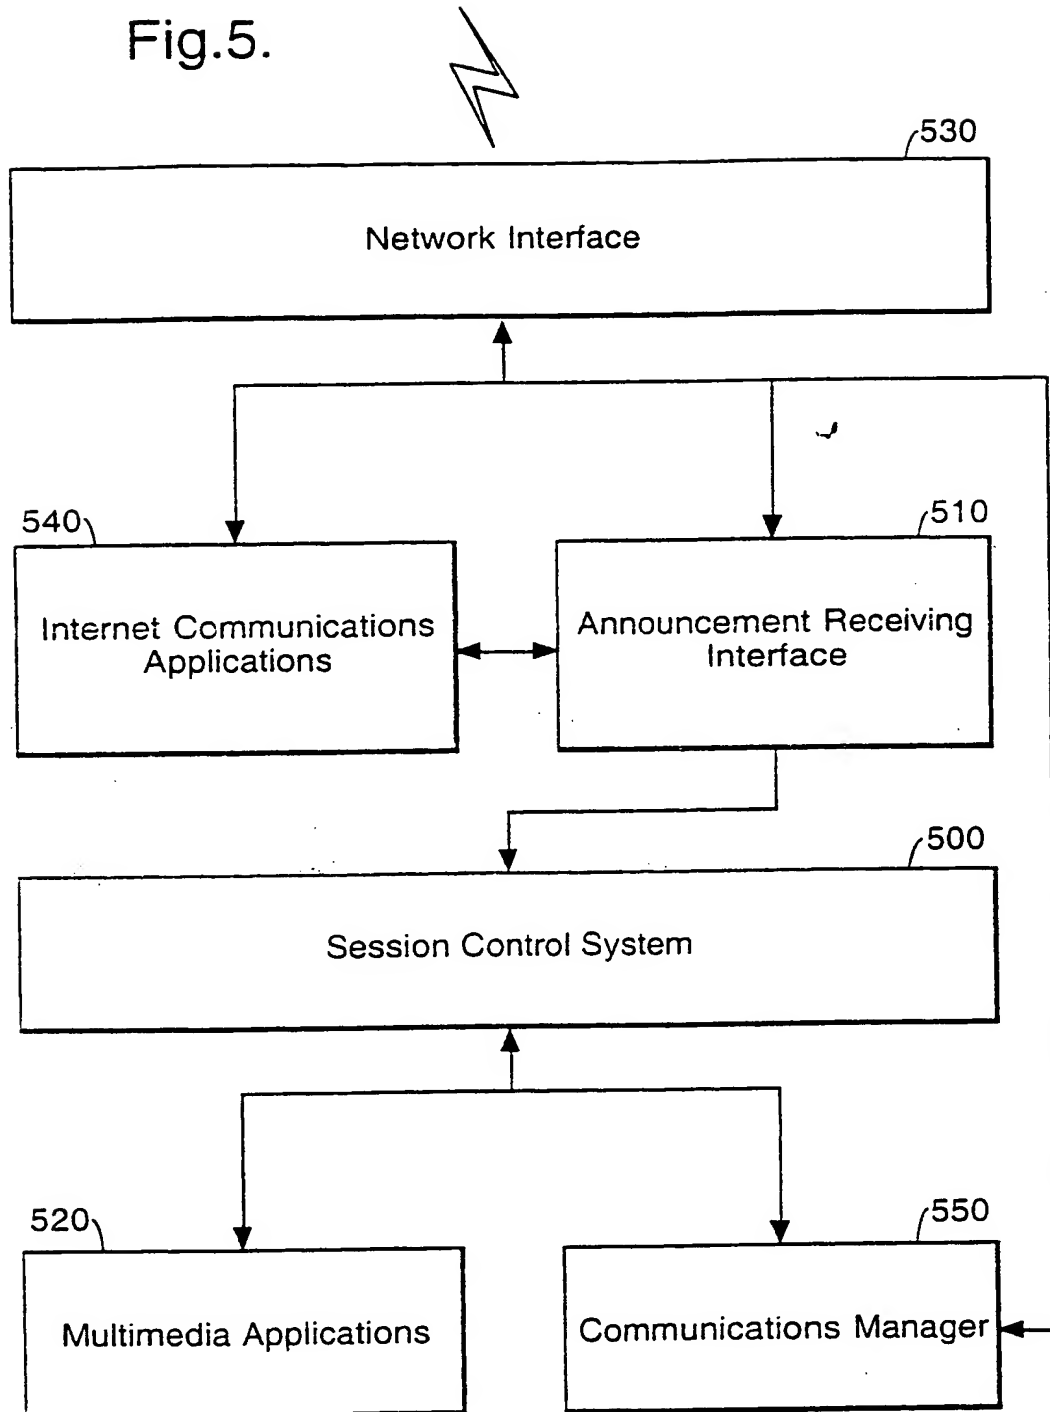 Fig.5.
530
Network Interface
540
510
Internet Communications
Applications
Announcement Receiving
Interface
500
Session Control System
520
550
Multimedia Applications
Communications Manager